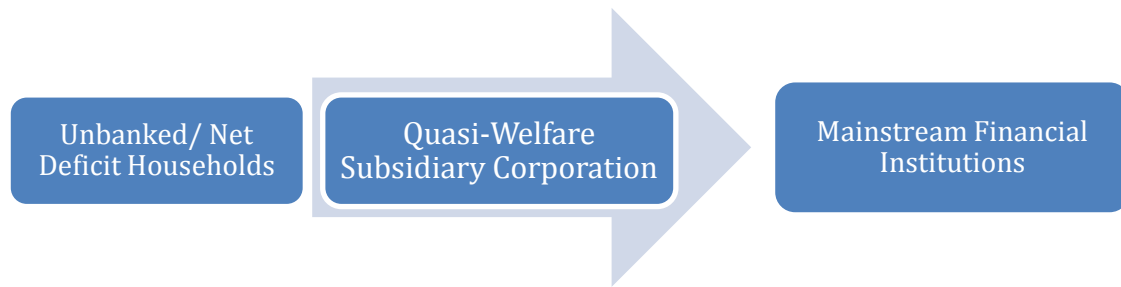 Unbanked/ Net
Deficit Households
Quasi-Welfare
Subsidiary Corporation
Mainstream Financial
Institutions